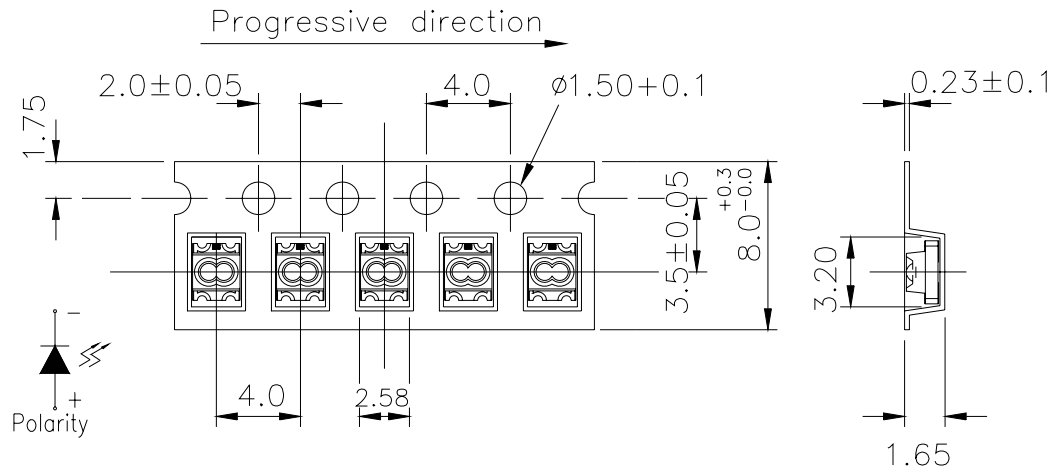 Progressive direction
2.0±0.05
4.0
ø1.50+0.1
0.23±0.1
1.75
3.5±0.05
8.0 +0.3 -0.0
3.20
-
+
Polarity
4.0
2.58
1.65